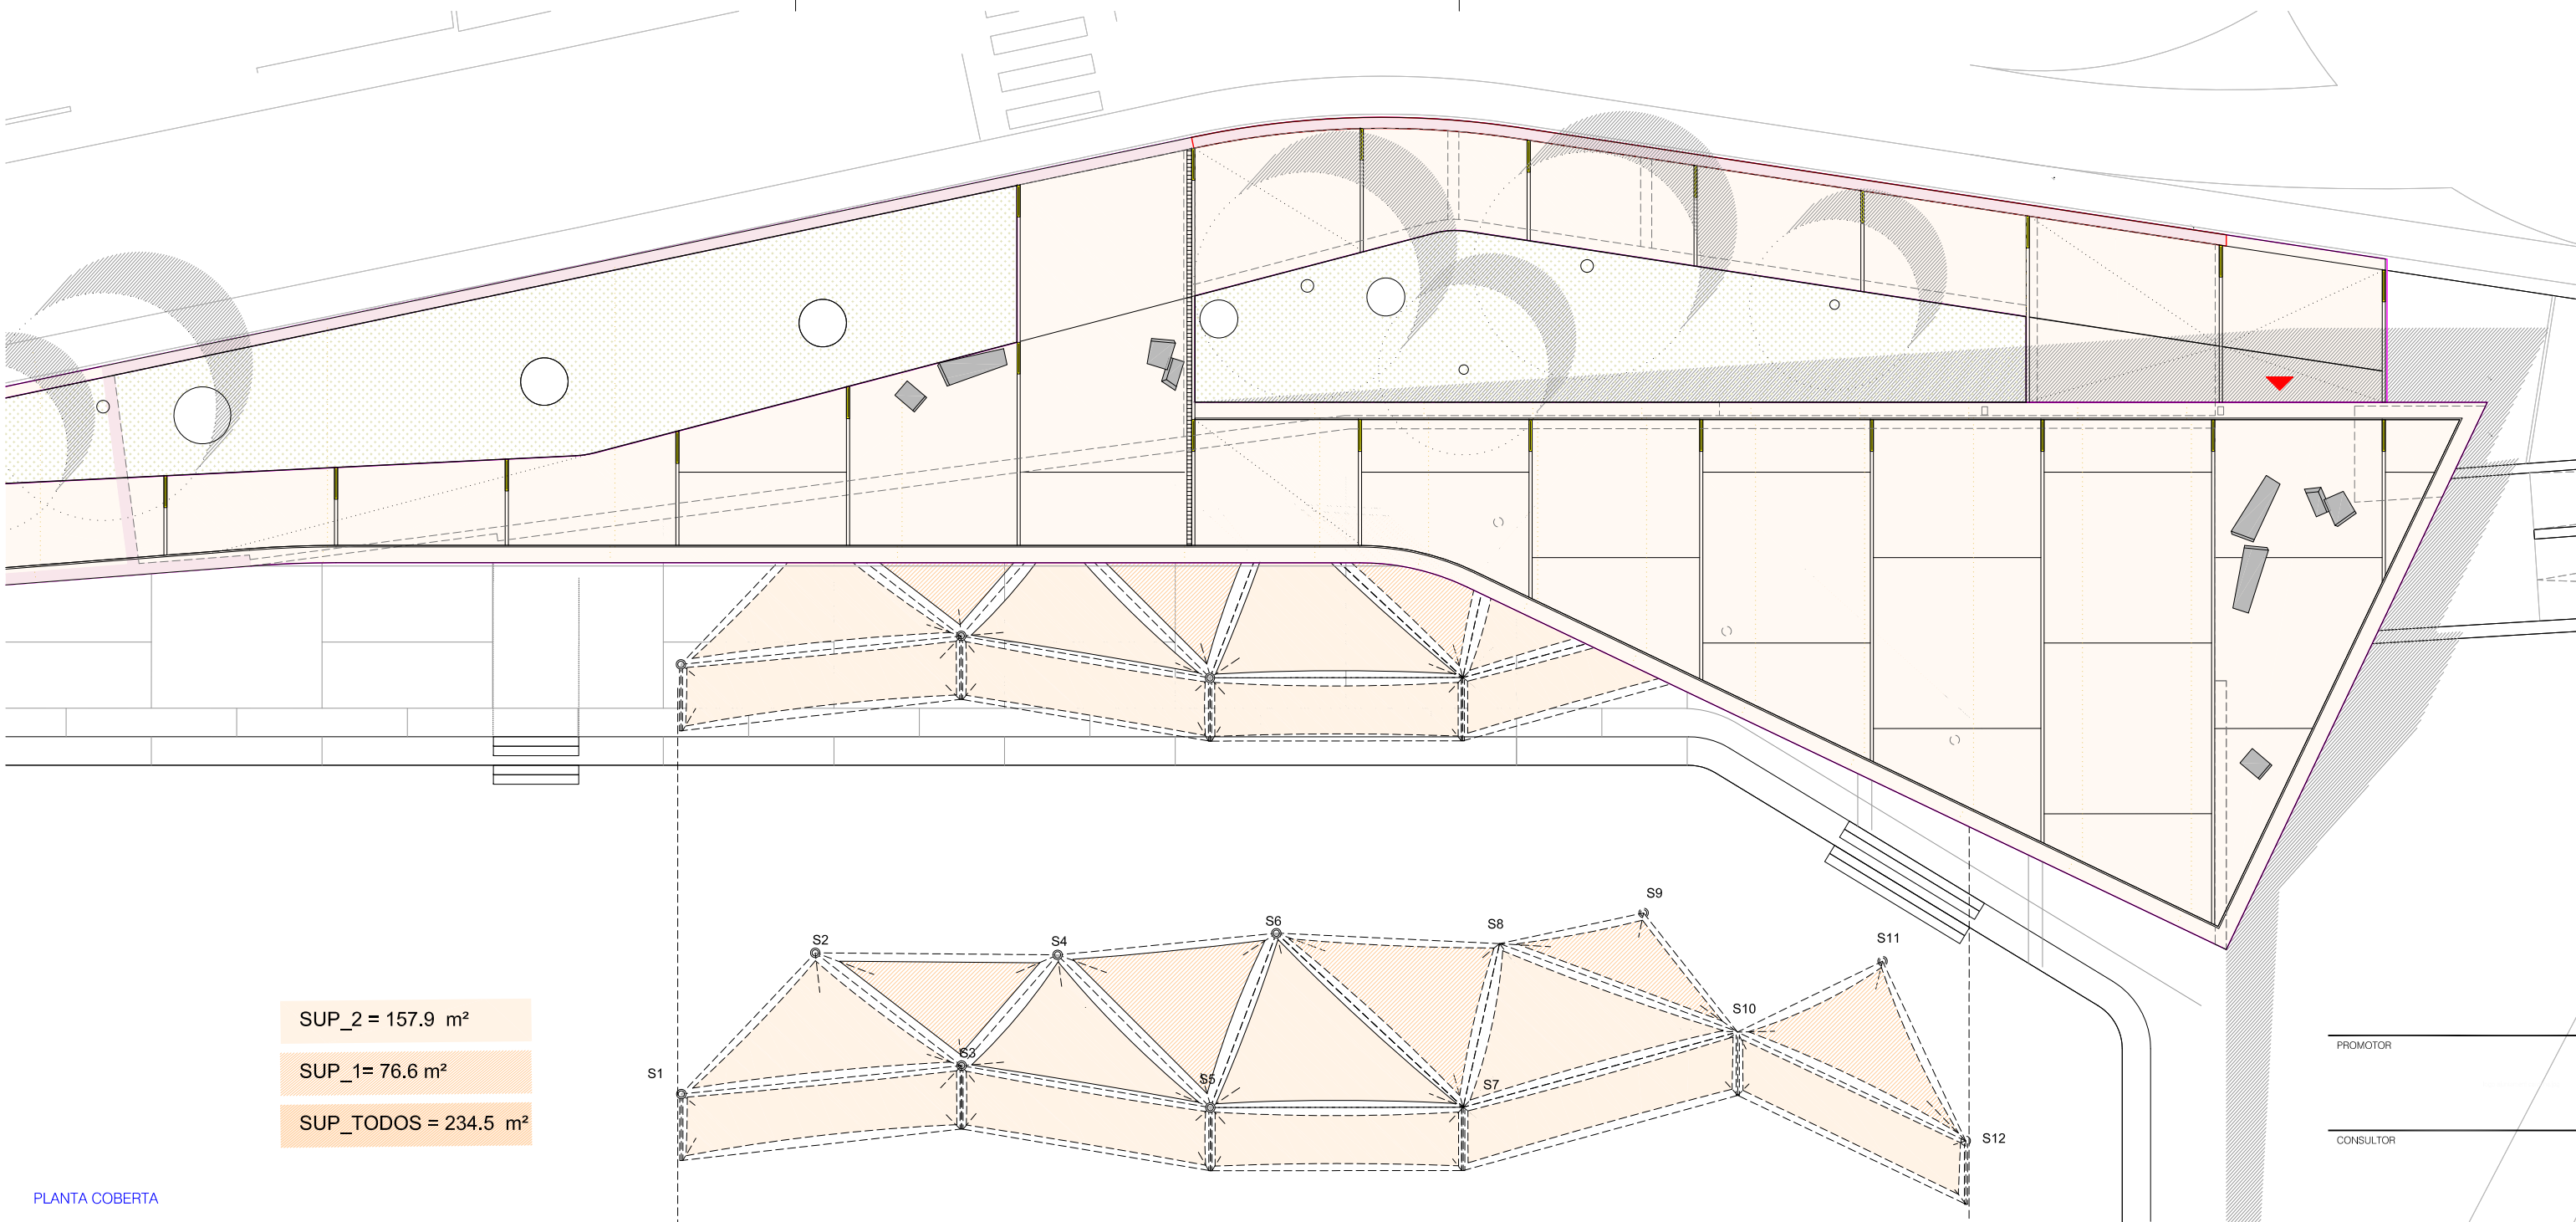 S9
S8
S6
S2
S4
S11
S10
S3
S1
S5
S7
S12
SUP_2 = 157.9 m²
SUP_1= 76.6 m²
SUP_TODOS = 234.5 m²
PROMOTOR
CONSULTOR
PLANTA COBERTA